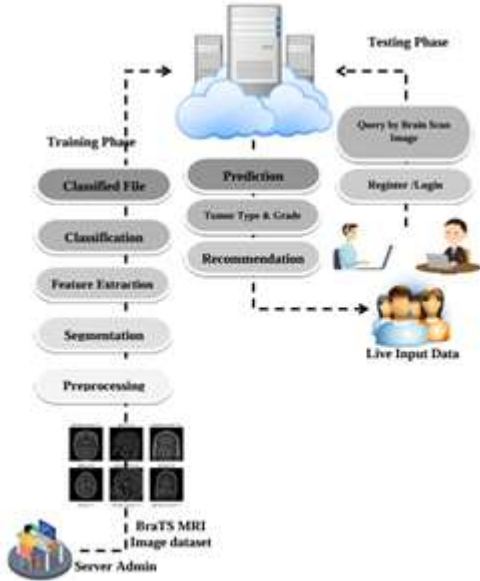 Testing Phase
Query by Brain Scan
Image
Register /Login
Training Phase
Classified File
Classification
Feature Extraction
Segmentation
Preprocessing
Prediction
Tumor Type & Grade
Recommendation
Live Input Data
BraTS MRI
Image dataset
Server Admin